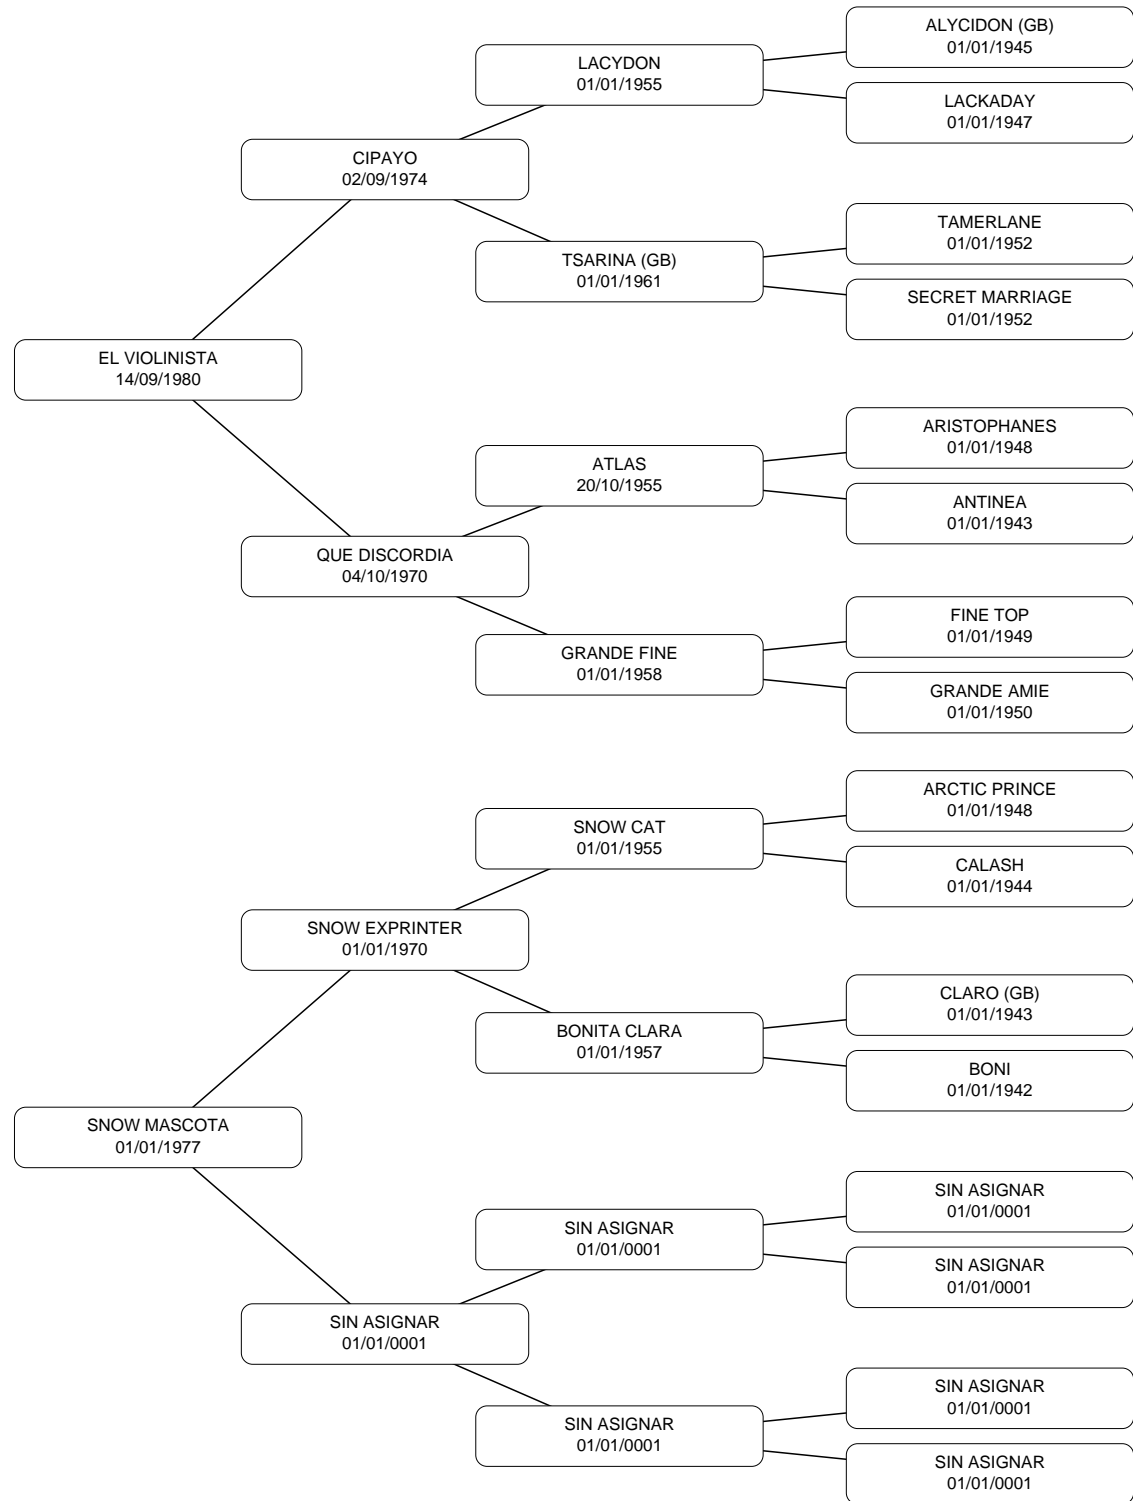 ALYCIDON (GB)
01/01/1945
LACYDON
01/01/1955
LACKADAY
01/01/1947
CIPAYO
02/09/1974
TAMERLANE
01/01/1952
TSARINA (GB)
01/01/1961
SECRET MARRIAGE
01/01/1952
EL VIOLINISTA
14/09/1980
ARISTOPHANES
01/01/1948
ATLAS
20/10/1955
ANTINEA
01/01/1943
QUE DISCORDIA
04/10/1970
FINE TOP
01/01/1949
GRANDE FINE
01/01/1958
GRANDE AMIE
01/01/1950
ARCTIC PRINCE
01/01/1948
SNOW CAT
01/01/1955
CALASH
01/01/1944
SNOW EXPRINTER
01/01/1970
CLARO (GB)
01/01/1943
BONITA CLARA
01/01/1957
BONI
01/01/1942
SNOW MASCOTA
01/01/1977
SIN ASIGNAR
01/01/0001
SIN ASIGNAR
01/01/0001
SIN ASIGNAR
01/01/0001
SIN ASIGNAR
01/01/0001
SIN ASIGNAR
01/01/0001
SIN ASIGNAR
01/01/0001
SIN ASIGNAR
01/01/0001